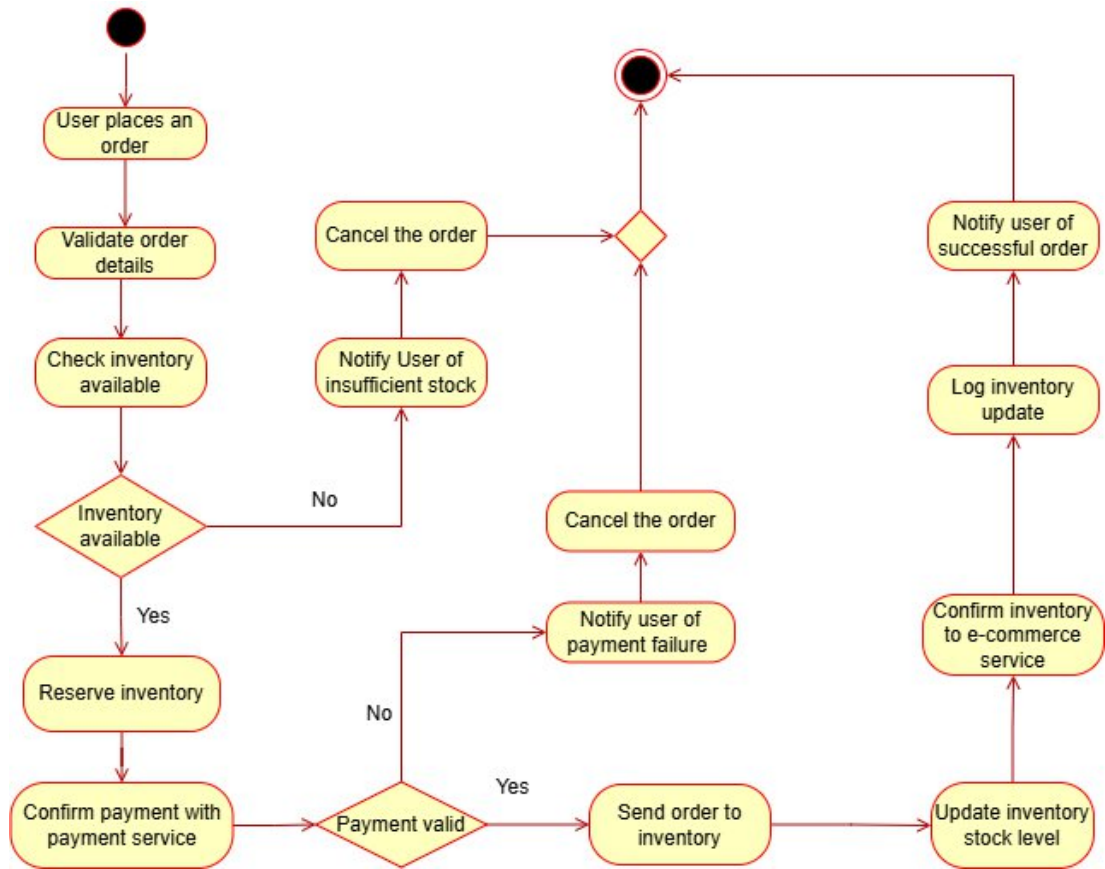 User places an
order
Validate order
details
Check inventory
available
Inventory
available
No
Yes
Reserve inventory
Confirm payment with
payment service
Cancel the order
Notify User of
insufficient stock
Payment valid
No
Yes
Notify user of
payment failure
Cancel the order
Send order to
inventory
Update inventory
stock level
Confirm inventory
to e-commerce
service
Log inventory
update
Notify user of
successful order